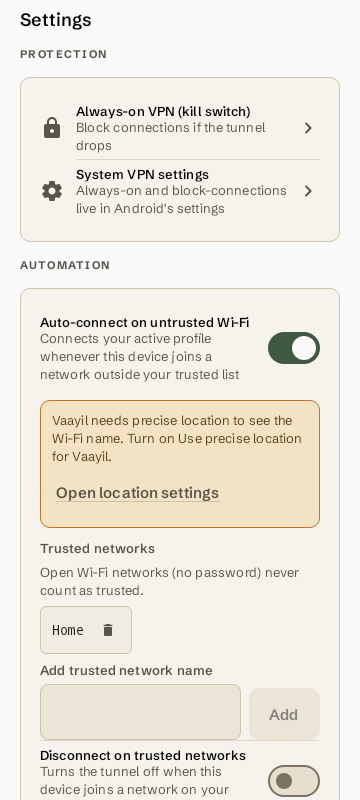 Settings
PROTECTION
Always-on VPN (kill switch)
Block connections if the tunnel
drops
System VPN settings
Always-on and block-connections
live in Android's settings
AUTOMATION
Auto-connect on untrusted Wi-Fi
Connects your active profile
whenever this device joins a
network outside your trusted list
Vaayil needs precise location to see the
Wi-Fi name. Turn on Use precise location
for Vaayil.
Open location settings
Trusted networks
Open Wi-Fi networks (no password) never
count as trusted.
Home
Add trusted network name
Add
Disconnect on trusted networks
Turns the tunnel off when this
device joins a network on your